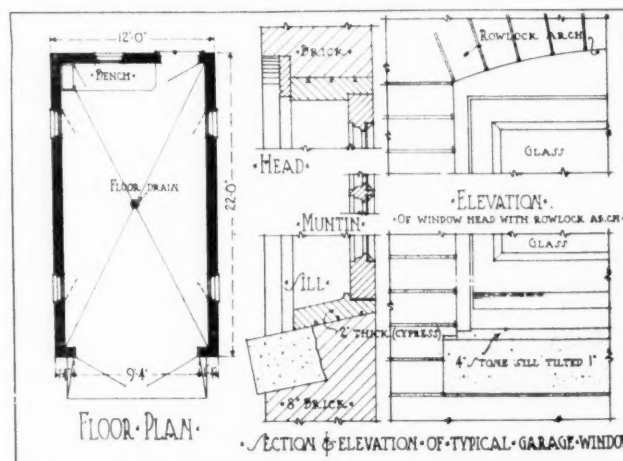 12'-0"
·BENCH·
FLOOR DRAIN
22'-0"
9'-4"
FLOOR·PLAN
·BRICK·
·HEAD·
MUNTIN·
·SILL·
2" THICK (CYPRESS)
·8" BRICK·
ROWLOCK ARCH
GLASS
·ELEVATION·
·OF WINDOW HEAD WITH ROWLOCK ARCH·
GLASS
4" STONE SILL TILTED 1"
·SECTION & ELEVATION·OF·TYPICAL·GARAGE·WINDOW